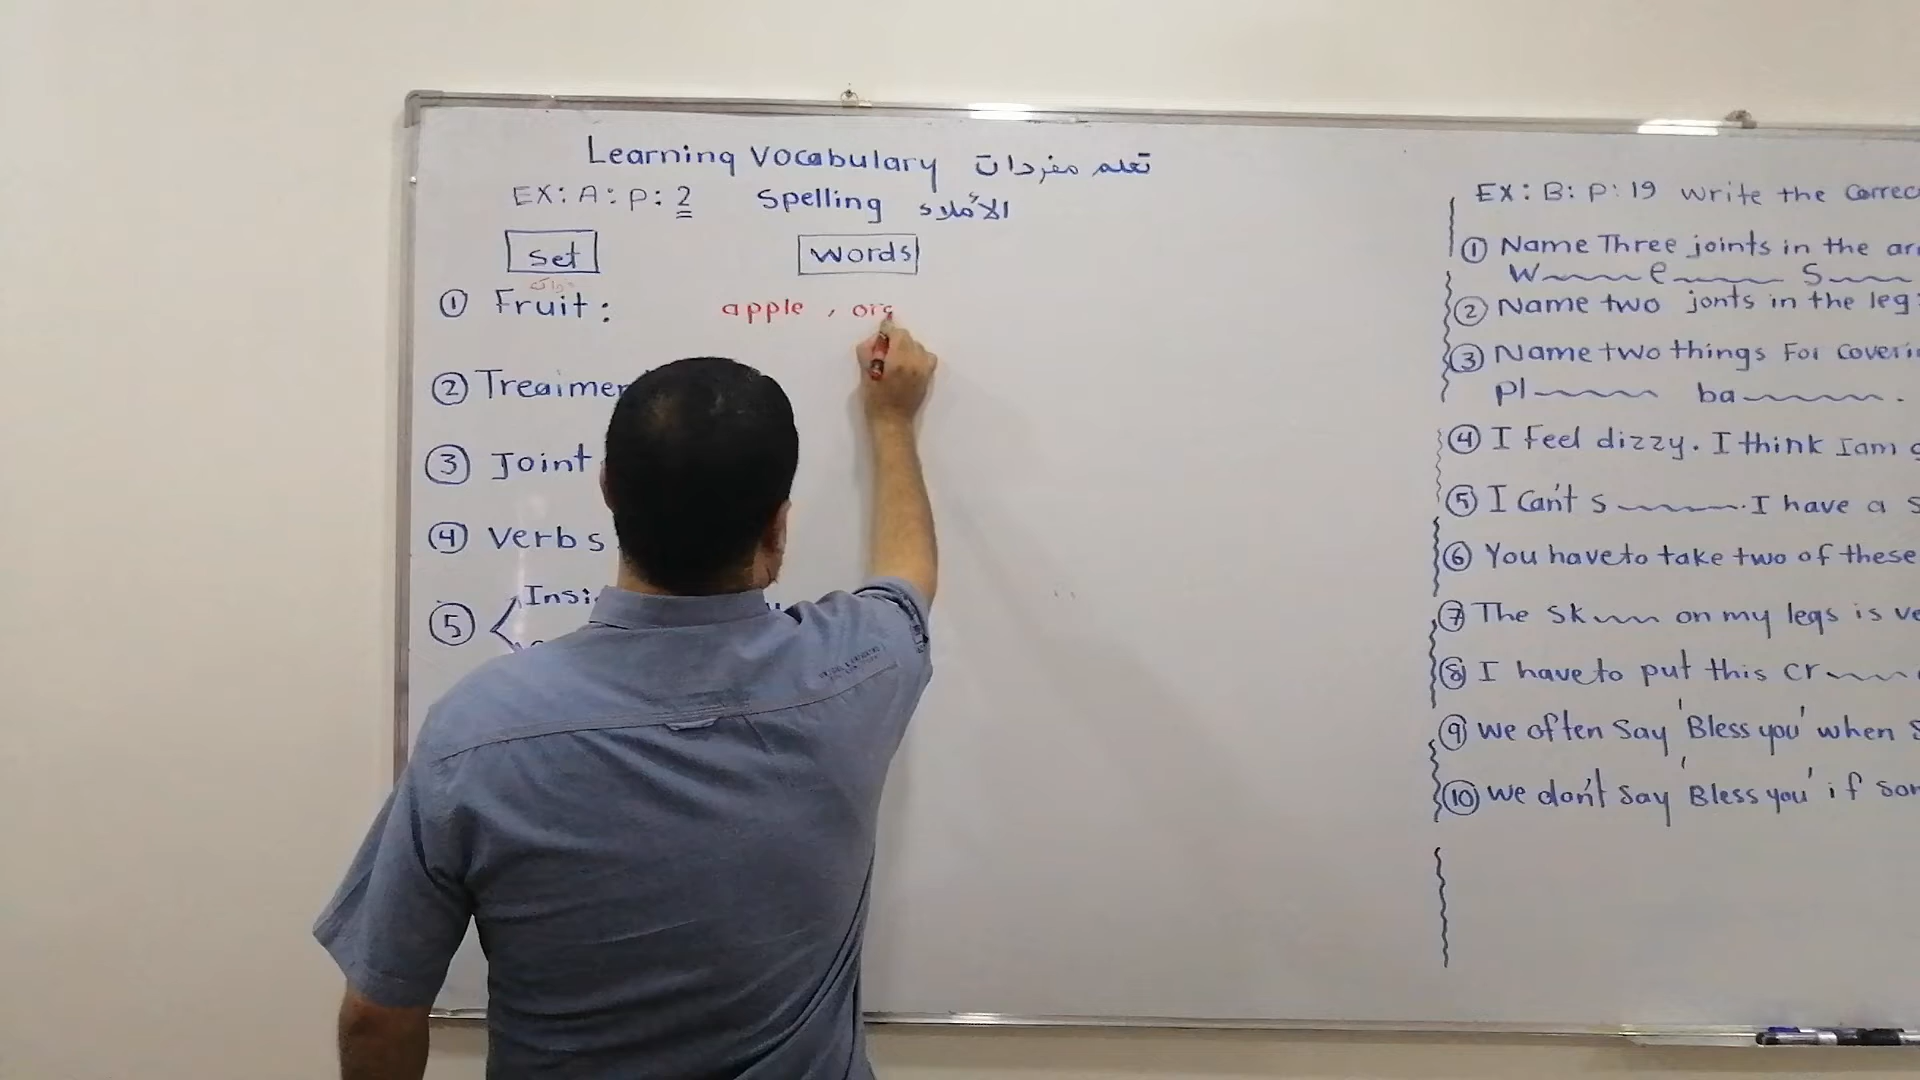 Learning Vocabulary تعلم مفردات
EX: A: P: 2 Spelling الأملاء
Set Words
① Fruit: apple , ora
② Treaimen
③ Joint
④ Verbs
⑤ Insi
EX: B: P: 19 Write the Correc
① Name Three joints in the ar
W e S
② Name two jonts in the leg:
③ Name two things For Coveri
pl ba .
④ I Feel dizzy. I think Iam
⑤ I Can't s . I have a s
⑥ You have to take two of these
⑦ The sk on my legs is ve
⑧ I have to put this cr
⑨ We often Say 'Bless you' when s
⑩ We don't Say 'Bless you' if som